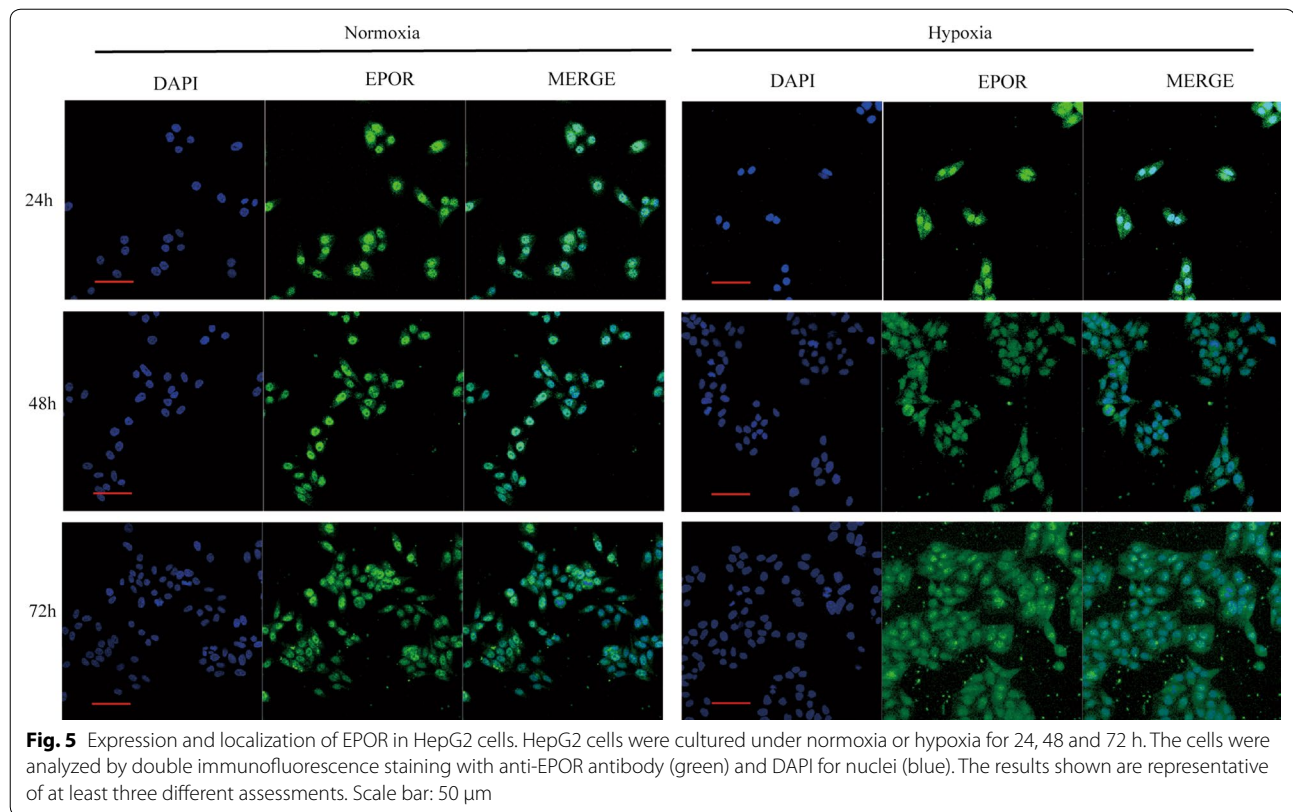 Normoxia Hypoxia
DAPI EPOR MERGE DAPI EPOR MERGE
24h
48h
72h
Fig. 5 Expression and localization of EPOR in HepG2 cells. HepG2 cells were cultured under normoxia or hypoxia for 24, 48 and 72 h. The cells were
analyzed by double immunofluorescence staining with anti-EPOR antibody (green) and DAPI for nuclei (blue). The results shown are representative
of at least three different assessments. Scale bar: 50 µm